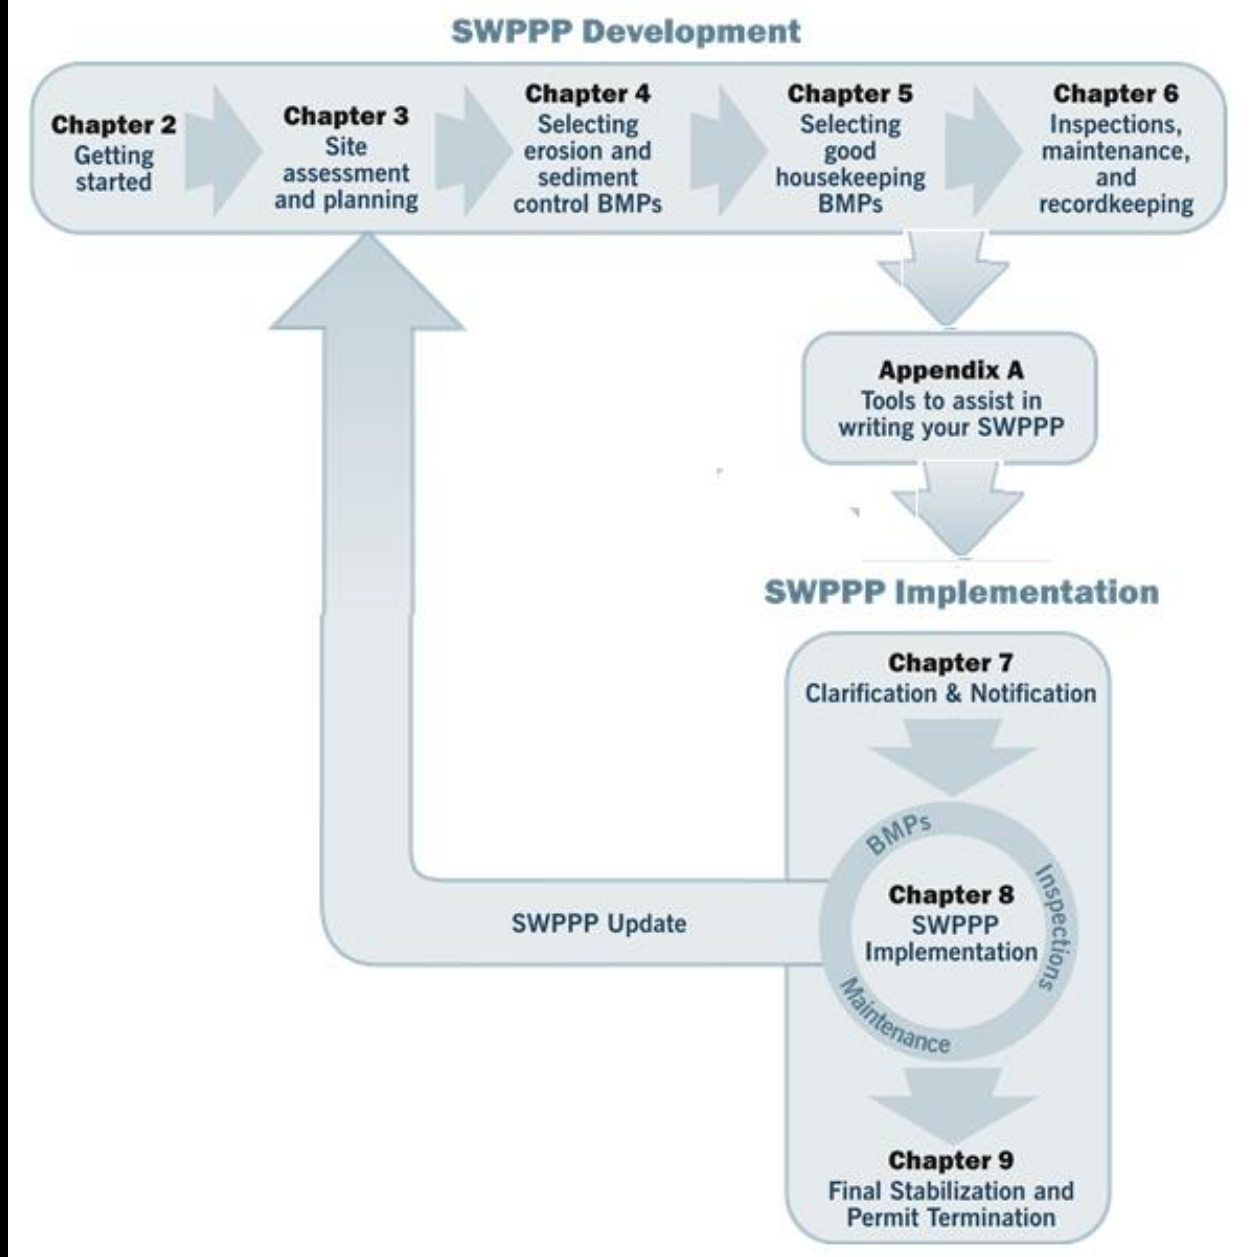 SWPPP Development
Chapter 2
Getting
started
Chapter 3
Site
assessment
and planning
Chapter 4
Selecting
erosion and
sediment
control BMPs
Chapter 5
Selecting
good
housekeeping
BMPs
Chapter 6
Inspections,
maintenance,
and
recordkeeping
Appendix A
Tools to assist in
writing your SWPPP
SWPPP Implementation
Chapter 7
Clarification & Notification
BMPs
Inspections
Maintenance
Chapter 8
SWPPP
Implementation
SWPPP Update
Chapter 9
Final Stabilization and
Permit Termination